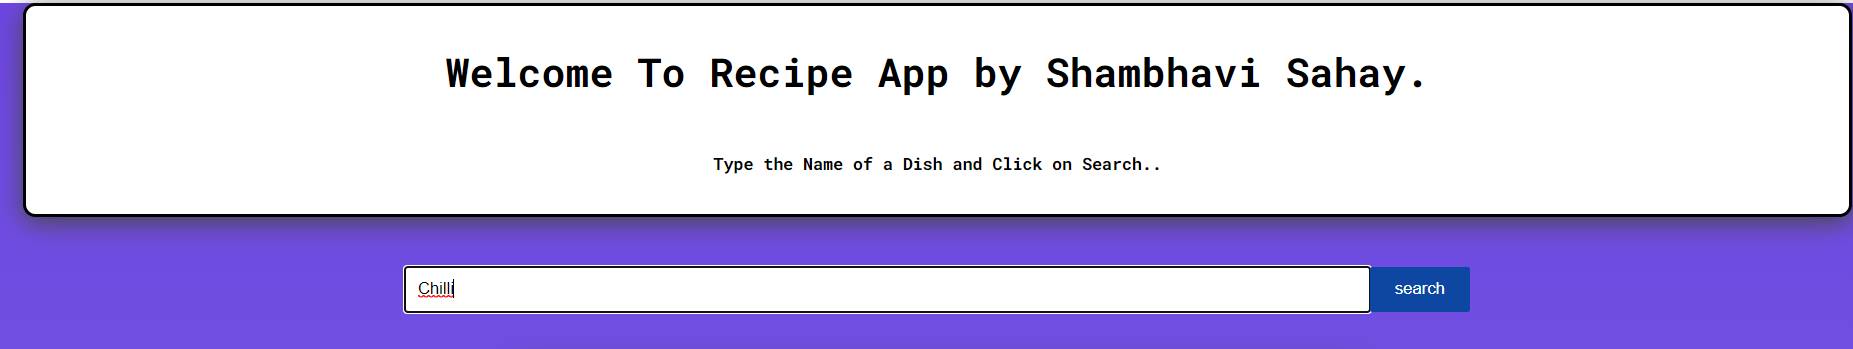 Welcome To Recipe App by Shambhavi Sahay.
Type the Name of a Dish and Click on Search..
Chilli
search